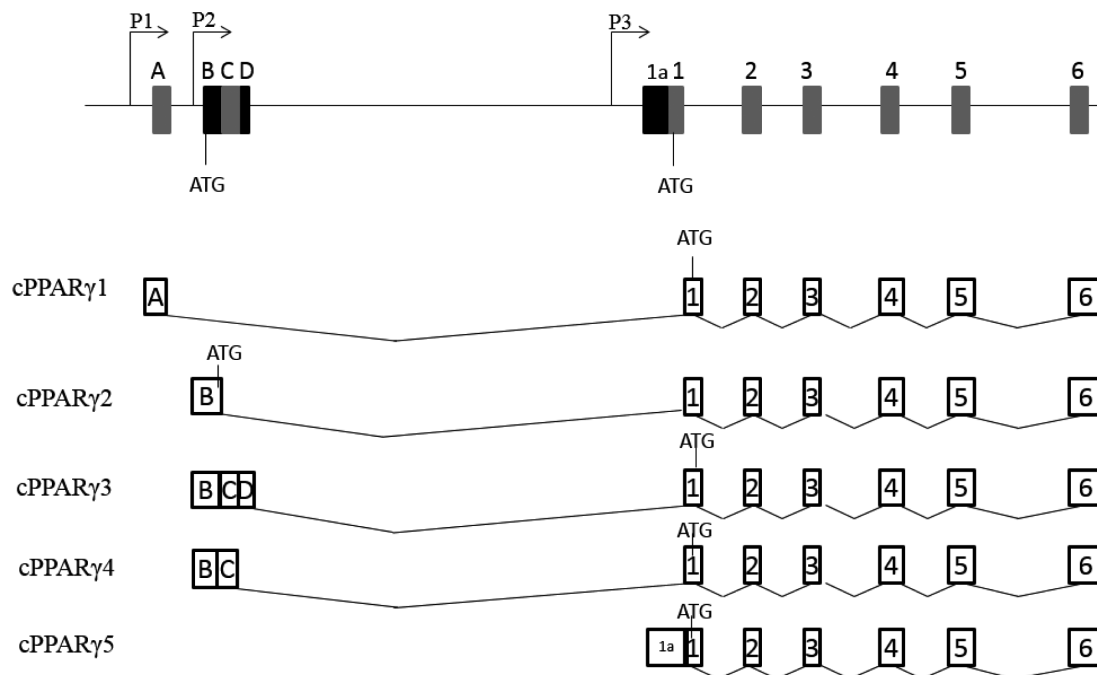 P1 P2 P3
A B C D 1a 1 2 3 4 5 6
ATG ATG
ATG
cPPARγ1 A 1 2 3 4 5 6
ATG
cPPARγ2 B 1 2 3 4 5 6
ATG
cPPARγ3 B C D 1 2 3 4 5 6
ATG
cPPARγ4 B C 1 2 3 4 5 6
ATG
cPPARγ5 1a 1 2 3 4 5 6